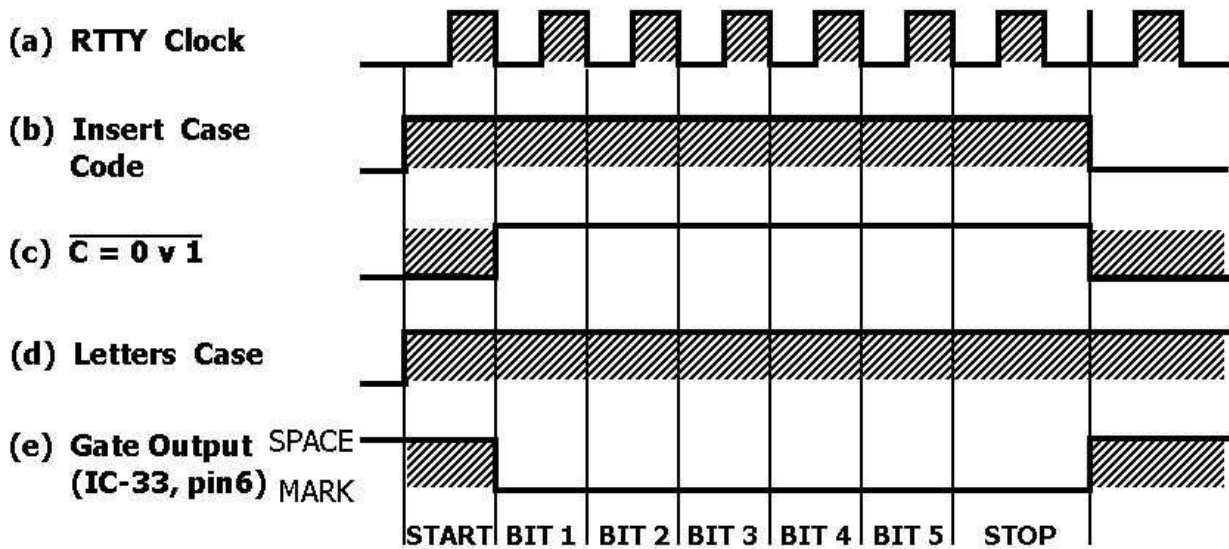 (a) RTTY Clock
(b) Insert Case
Code
(c) C = 0 v 1
(d) Letters Case
(e) Gate Output SPACE
(IC-33, pin6) MARK
START BIT 1 BIT 2 BIT 3 BIT 4 BIT 5 STOP